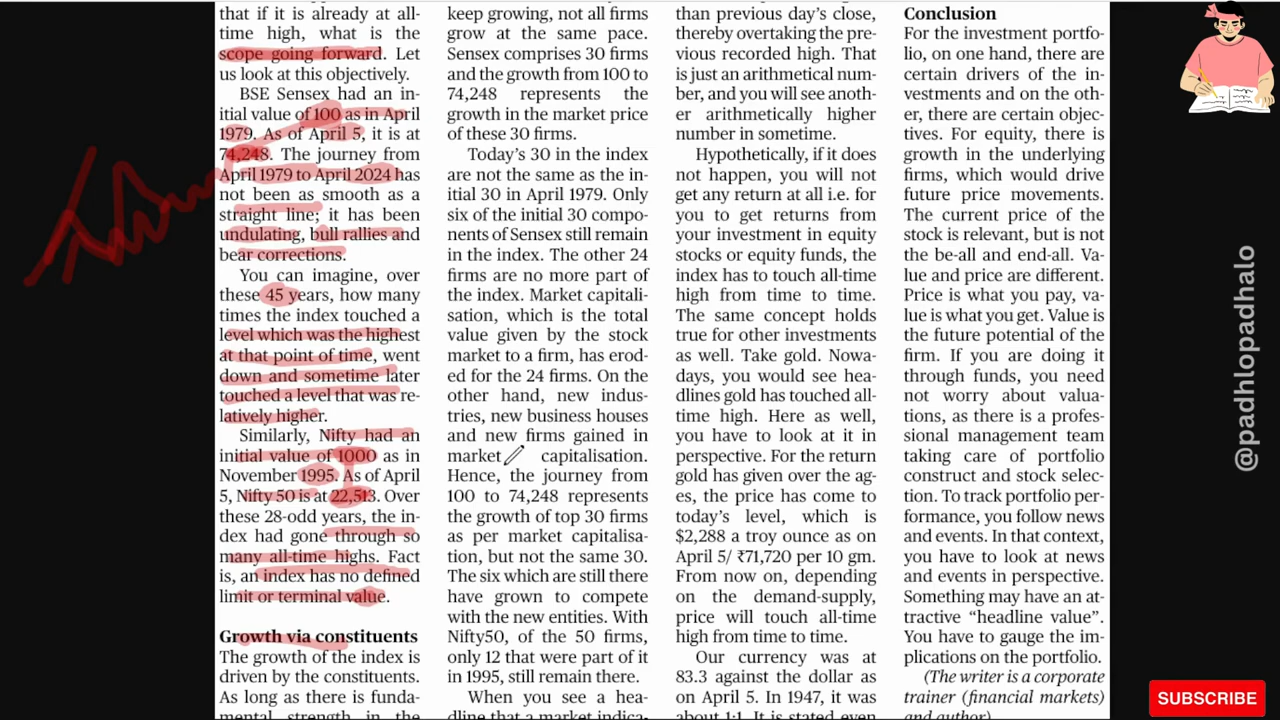 that if it is already at all-
time high, what is the
scope going forward. Let
us look at this objectively.
BSE Sensex had an in-
itial value of 100 as in April
1979. As of April 5, it is at
74,248. The journey from
April 1979 to April 2024 has
not been as smooth as a
straight line; it has been
undulating, bull rallies and
bear corrections.
You can imagine, over
these 45 years, how many
times the index touched a
level which was the highest
at that point of time, went
down and sometime later
touched a level that was re-
latively higher.
Similarly, Nifty had an
initial value of 1000 as in
November 1995. As of April
5, Nifty 50 is at 22,513. Over
these 28-odd years, the in-
dex had gone through so
many all-time highs. Fact
is, an index has no defined
limit or terminal value.
Growth via constituents
The growth of the index is
driven by the constituents.
As long as there is funda-
mental strength in the
keep growing, not all firms
grow at the same pace.
Sensex comprises 30 firms
and the growth from 100 to
74,248 represents the
growth in the market price
of these 30 firms.
Today's 30 in the index
are not the same as the in-
itial 30 in April 1979. Only
six of the initial 30 compo-
nents of Sensex still remain
in the index. The other 24
firms are no more part of
the index. Market capitali-
sation, which is the total
value given by the stock
market to a firm, has erod-
ed for the 24 firms. On the
other hand, new indus-
tries, new business houses
and new firms gained in
market capitalisation.
Hence, the journey from
100 to 74,248 represents
the growth of top 30 firms
as per market capitalisa-
tion, but not the same 30.
The six which are still there
have grown to compete
with the new entities. With
Nifty50, of the 50 firms,
only 12 that were part of it
in 1995, still remain there.
When you see a hea-
dline that a market indica-
than previous day's close,
thereby overtaking the pre-
vious recorded high. That
is just an arithmetical num-
ber, and you will see anoth-
er arithmetically higher
number in sometime.
Hypothetically, if it does
not happen, you will not
get any return at all i.e. for
you to get returns from
your investment in equity
stocks or equity funds, the
index has to touch all-time
high from time to time.
The same concept holds
true for other investments
as well. Take gold. Nowa-
days, you would see hea-
dlines gold has touched all-
time high. Here as well,
you have to look at it in
perspective. For the return
gold has given over the ag-
es, the price has come to
today's level, which is
$2,288 a troy ounce as on
April 5/ ₹71,720 per 10 gm.
From now on, depending
on the demand-supply,
price will touch all-time
high from time to time.
Our currency was at
83.3 against the dollar as
on April 5. In 1947, it was
about 1:1. It is stated even
Conclusion
For the investment portfo-
lio, on one hand, there are
certain drivers of the in-
vestments and on the oth-
er, there are certain objec-
tives. For equity, there is
growth in the underlying
firms, which would drive
future price movements.
The current price of the
stock is relevant, but is not
the be-all and end-all. Va-
lue and price are different.
Price is what you pay, va-
lue is what you get. Value is
the future potential of the
firm. If you are doing it
through funds, you need
not worry about valua-
tions, as there is a profes-
sional management team
taking care of portfolio
construct and stock selec-
tion. To track portfolio per-
formance, you follow news
and events. In that context,
you have to look at news
and events in perspective.
Something may have an at-
tractive "headline value".
You have to gauge the im-
plications on the portfolio.
(The writer is a corporate
trainer (financial markets)
and author)
@padhlopadhalo
SUBSCRIBE